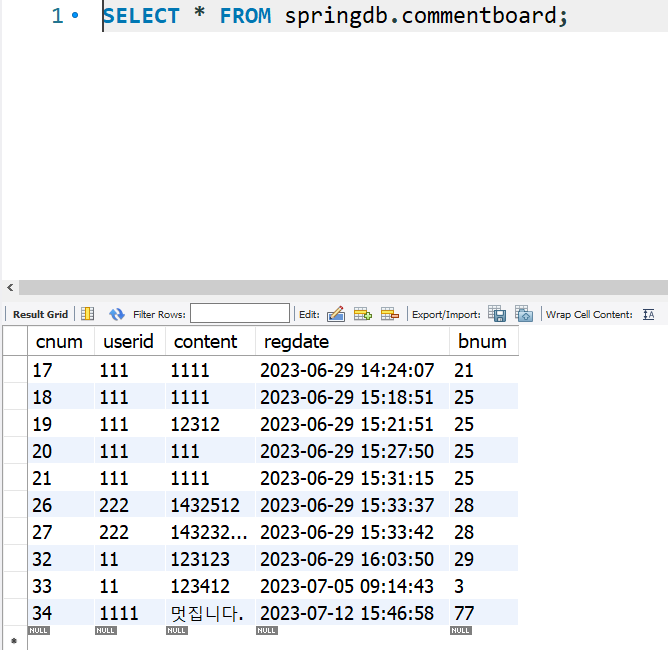 1 SELECT * FROM springdb.commentboard;
Result Grid Filter Rows: Edit: Export/Import: Wrap Cell Content:
cnum userid content regdate bnum
17 111 1111 2023-06-29 14:24:07 21
18 111 1111 2023-06-29 15:18:51 25
19 111 12312 2023-06-29 15:21:51 25
20 111 111 2023-06-29 15:27:50 25
21 111 1111 2023-06-29 15:31:15 25
26 222 1432512 2023-06-29 15:33:37 28
27 222 143232... 2023-06-29 15:33:42 28
32 11 123123 2023-06-29 16:03:50 29
33 11 123412 2023-07-05 09:14:43 3
34 1111 멋집니다. 2023-07-12 15:46:58 77
NULL NULL NULL NULL NULL